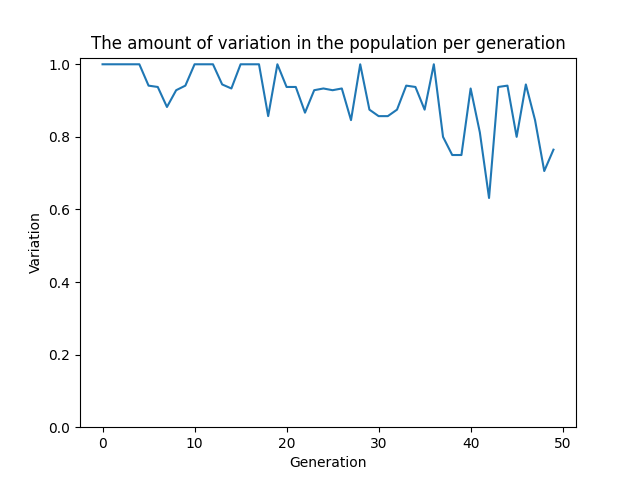 The amount of variation in the population per generation
1.0
0.8
0.6
0.4
0.2
0.0
Variation
0 10 20 30 40 50
Generation